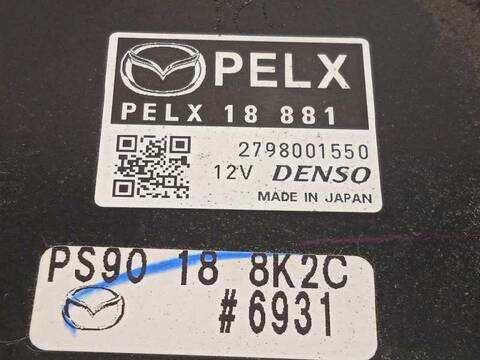 PELX
PELX 18 881
2798001550
12V DENSO
MADE IN JAPAN
PS90 18 8K2C
#6931